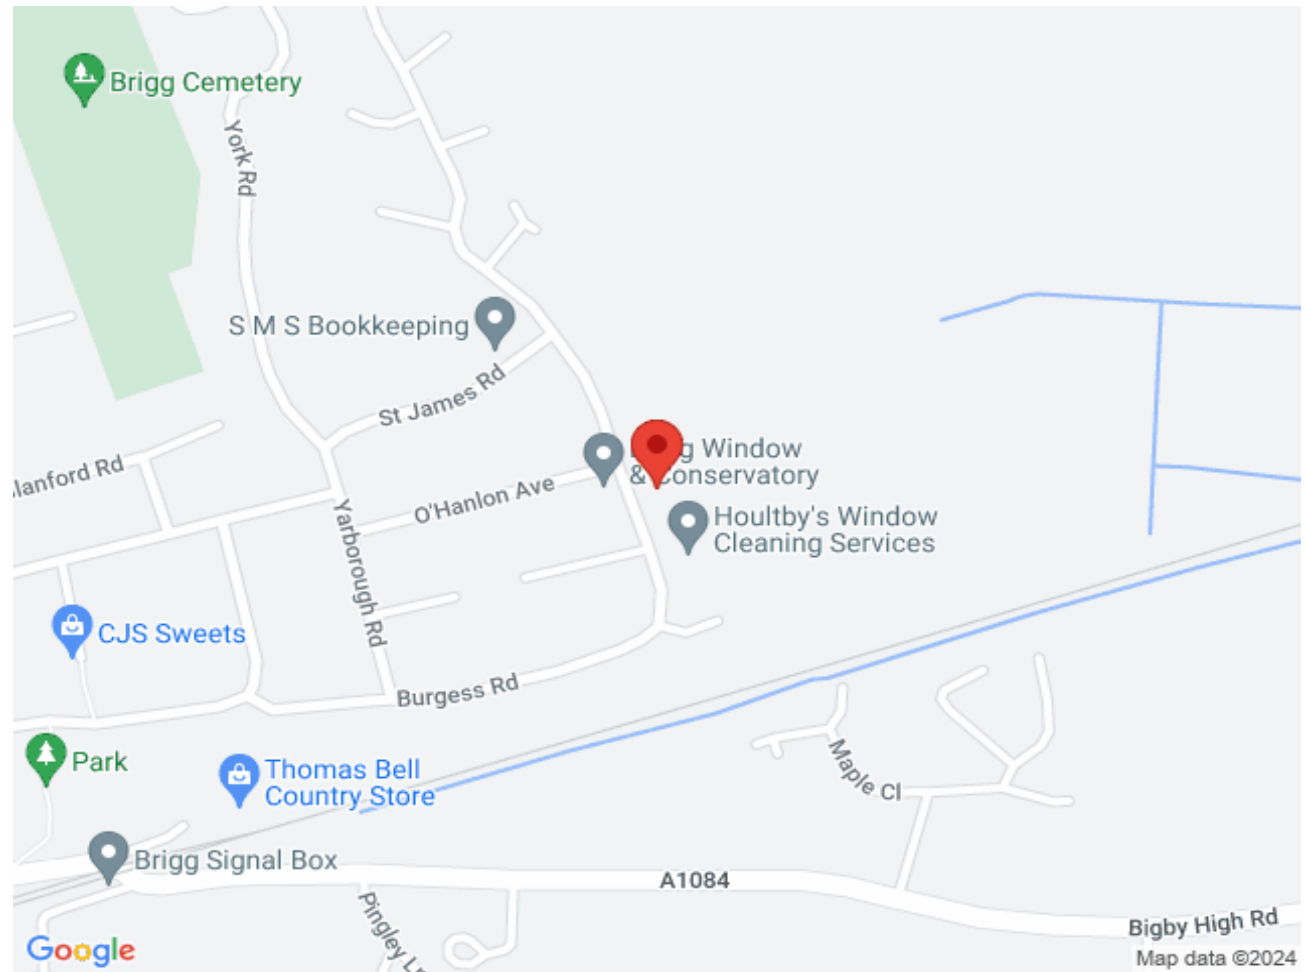 Brigg Cemetery
York Rd
S M S Bookkeeping
St James Rd
Window
& Conservatory
lanford Rd
O'Hanlon Ave
Houltby's Window
Cleaning Services
Yarborough Rd
CJS Sweets
Burgess Rd
Park
Thomas Bell
Country Store
Maple Cl
Brigg Signal Box
A1084
Pingley
Bigby High Rd
Google
Map data ©2024